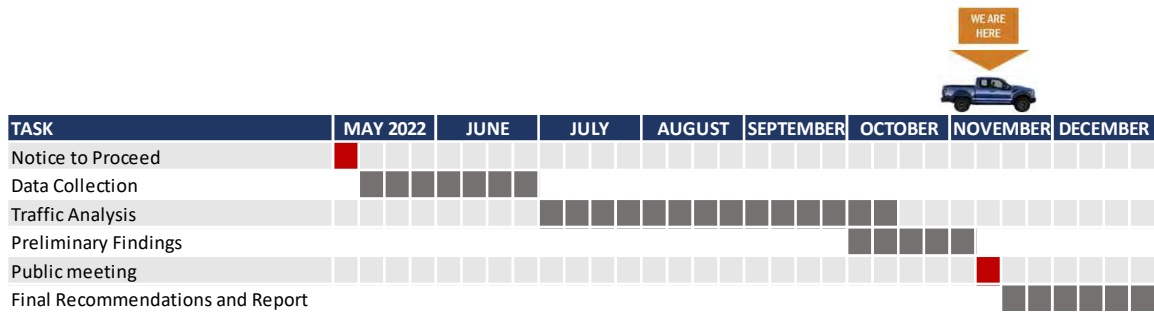 WE ARE
HERE
TASK MAY 2022 JUNE JULY AUGUST SEPTEMBER OCTOBER NOVEMBER DECEMBER
Notice to Proceed
Data Collection
Traffic Analysis
Preliminary Findings
Public meeting
Final Recommendations and Report